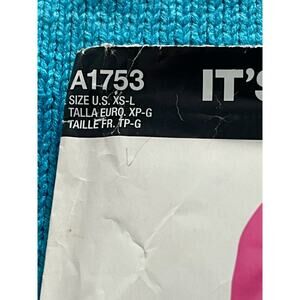 A1753
IT'S
SIZE U.S. XS-L
TALLA EURO. XP-G
TAILLE FR. TP-G